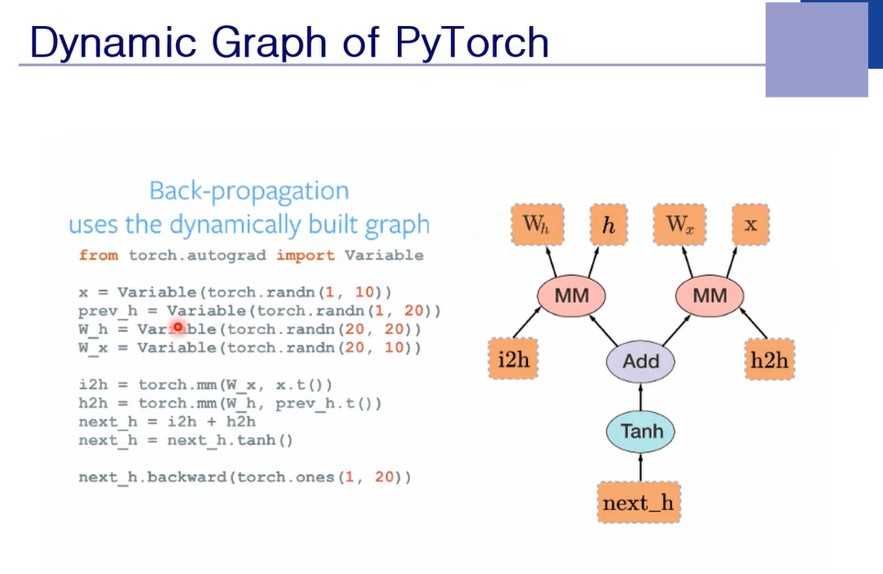 Dynamic Graph of PyTorch
Back-propagation
uses the dynamically built graph
from torch.autograd import Variable
x = Variable(torch.randn(1, 10))
prev_h = Variable(torch.randn(1, 20))
W_h = Variable(torch.randn(20, 20))
W_x = Variable(torch.randn(20, 10))
i2h = torch.mm(W_x, x.t())
h2h = torch.mm(W_h, prev_h.t())
next_h = i2h + h2h
next_h = next_h.tanh()
next_h.backward(torch.ones(1, 20))
W_h h W_x x
MM MM
i2h Add h2h
Tanh
next_h